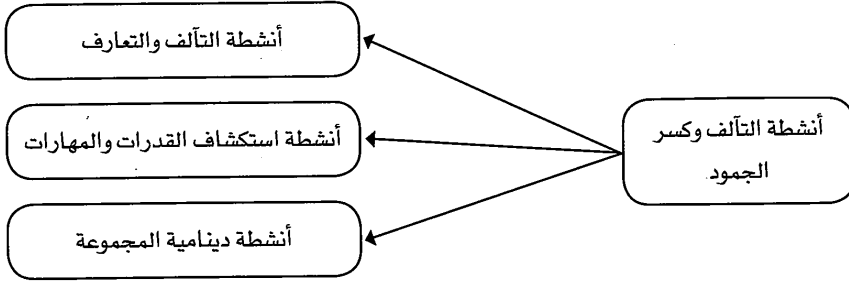 أنشطة التآلف وكسر
الجمود
أنشطة التآلف والتعارف
أنشطة استكشاف القدرات والمهارات
أنشطة دينامية المجموعة